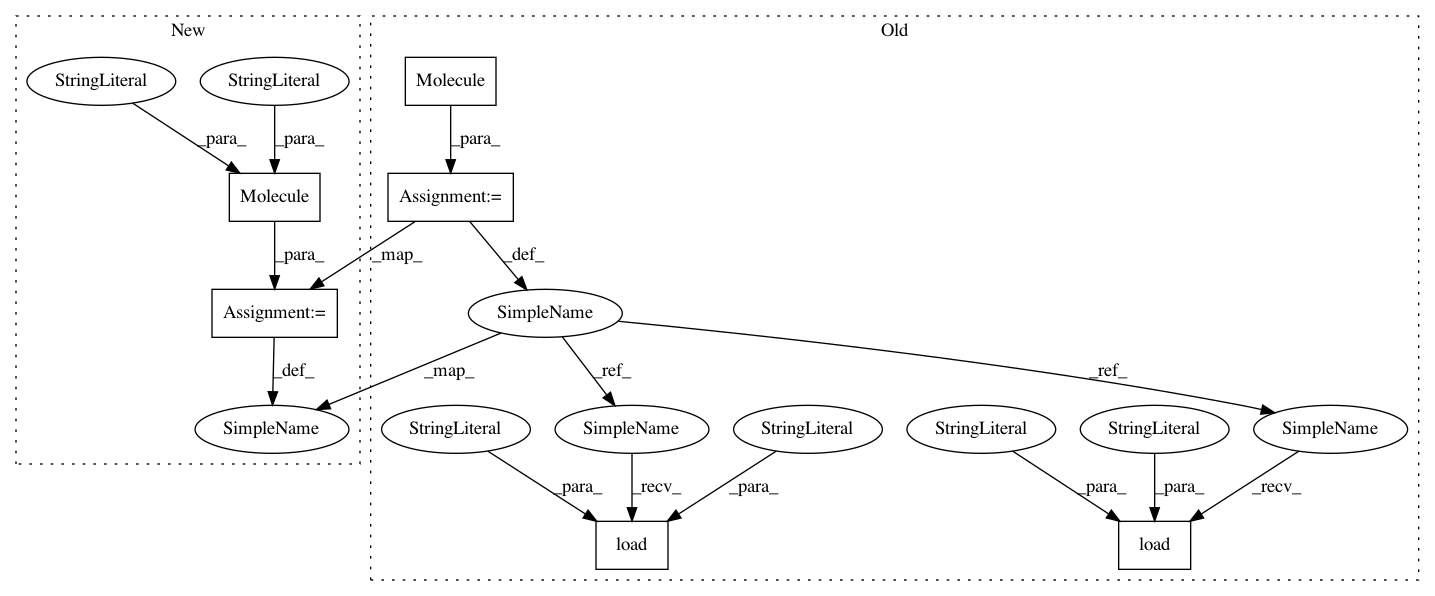 New
Old
StringLiteral
StringLiteral
Molecule
_para_
_para_
_para_
Molecule
Assignment:=
_para_
_map_
_def_
Assignment:=
SimpleName
_def_
_map_
_ref_
_ref_
SimpleName
StringLiteral
SimpleName
StringLiteral
StringLiteral
StringLiteral
SimpleName
_para_
_recv_
_para_
_para_
_para_
_recv_
load
load